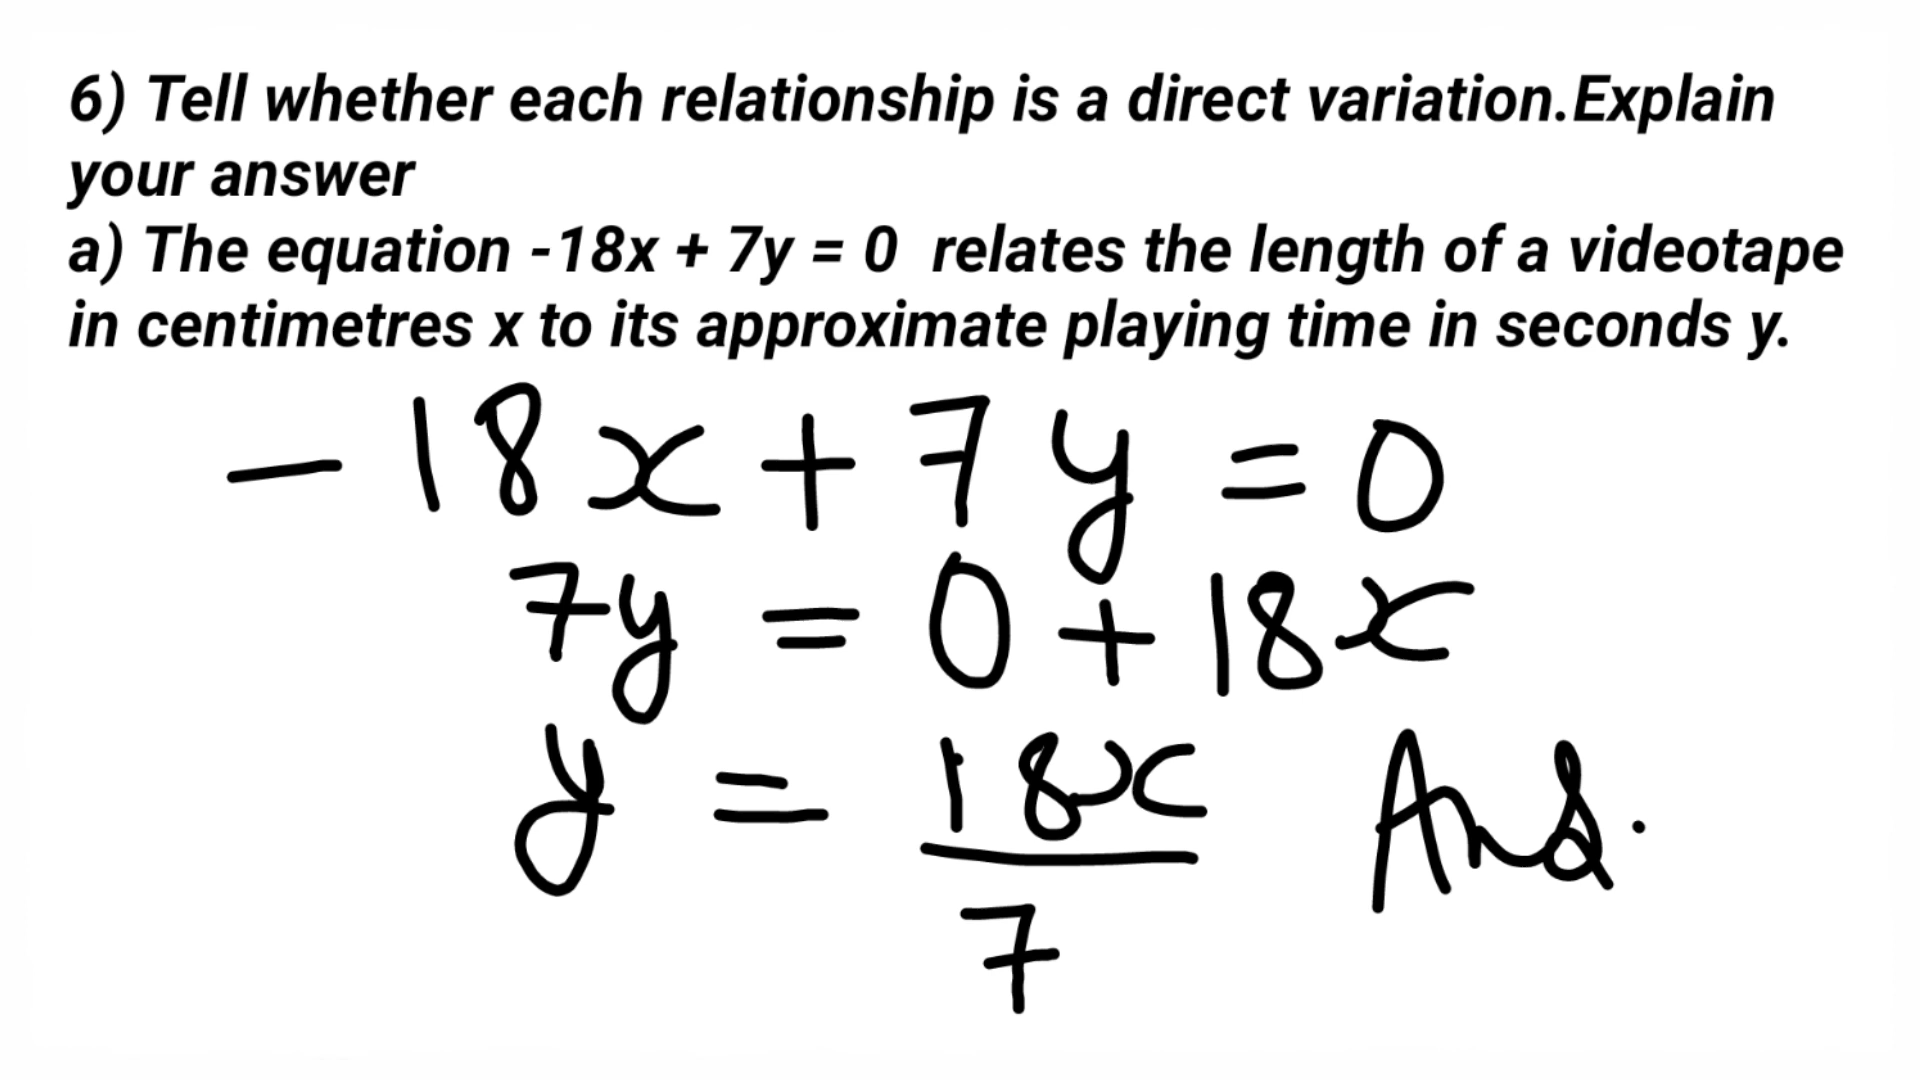 6) Tell whether each relationship is a direct variation.Explain
your answer
a) The equation -18x + 7y = 0 relates the length of a videotape
in centimetres x to its approximate playing time in seconds y.
-18x+7y=0
7y=0+18x
y=18x/7 Ans.